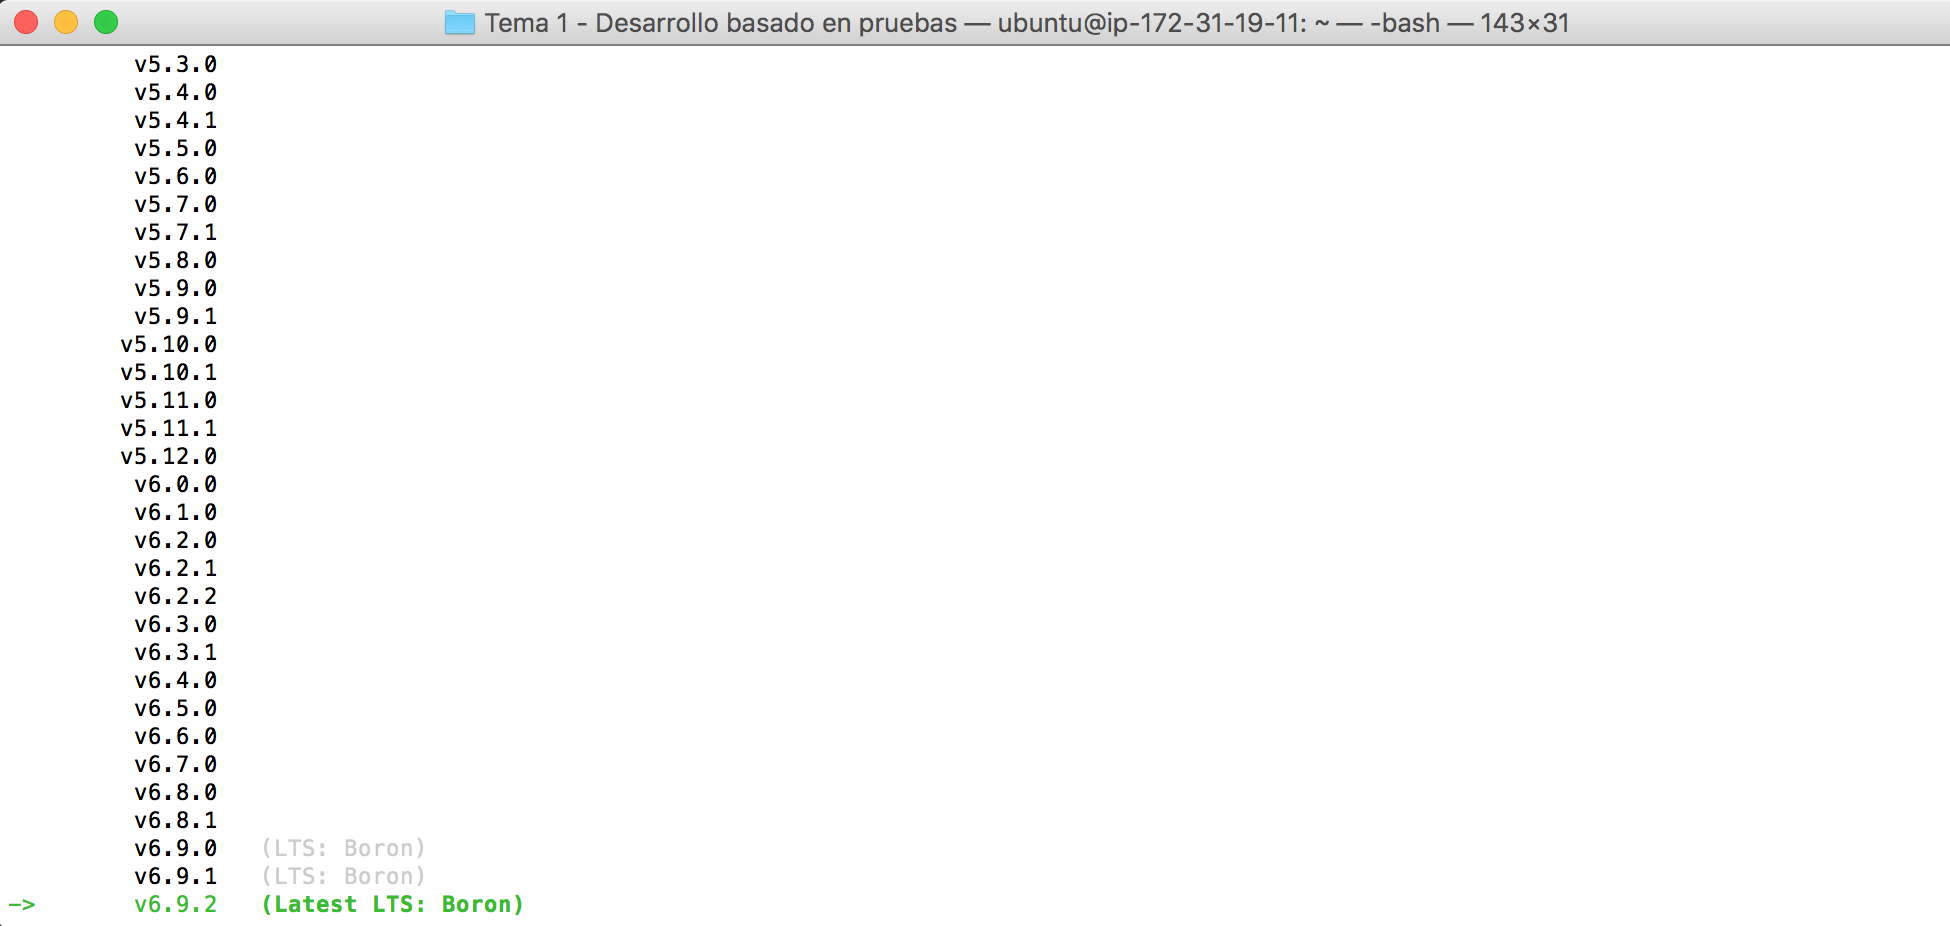 Tema 1 - Desarrollo basado en pruebas — ubuntu@ip-172-31-19-11: ~ — -bash — 143×31
v5.3.0
v5.4.0
v5.4.1
v5.5.0
v5.6.0
v5.7.0
v5.7.1
v5.8.0
v5.9.0
v5.9.1
v5.10.0
v5.10.1
v5.11.0
v5.11.1
v5.12.0
v6.0.0
v6.1.0
v6.2.0
v6.2.1
v6.2.2
v6.3.0
v6.3.1
v6.4.0
v6.5.0
v6.6.0
v6.7.0
v6.8.0
v6.8.1
v6.9.0 (LTS: Boron)
v6.9.1 (LTS: Boron)
-> v6.9.2 (Latest LTS: Boron)